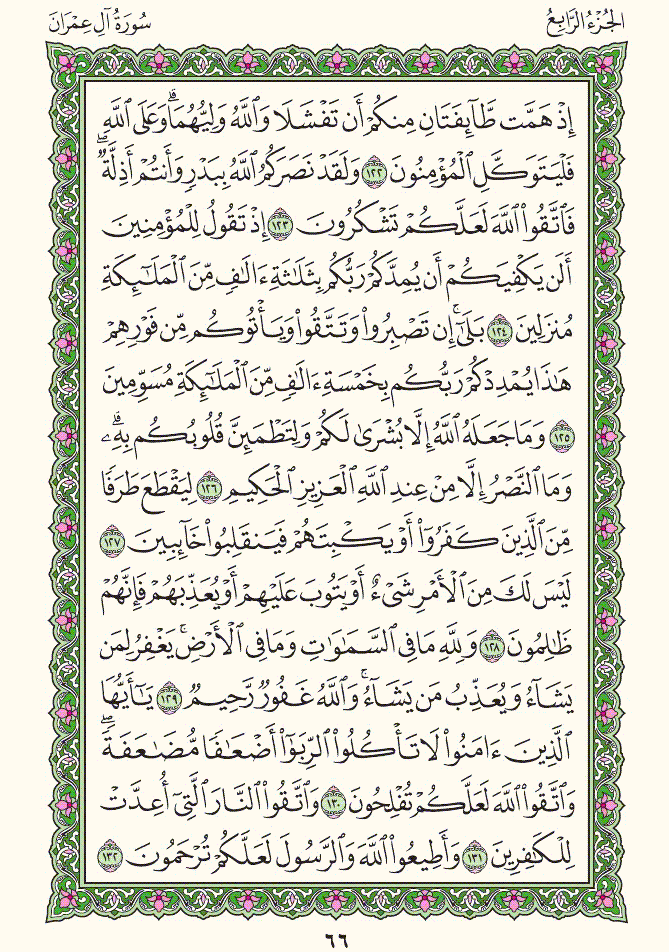 الجُزْءُ الرَّابِعُ
سُورَةُ آلِ عِمْرَانَ
إِذْ هَمَّت طَّآئِفَتَانِ مِنكُمْ أَن تَفْشَلَا وَٱللَّهُ وَلِيُّهُمَاۗ وَعَلَى ٱللَّهِ
فَلْيَتَوَكَّلِ ٱلْمُؤْمِنُونَ ١٢٢ وَلَقَدْ نَصَرَكُمُ ٱللَّهُ بِبَدْرٖ وَأَنتُمْ أَذِلَّةٞۖ
فَٱتَّقُوا۟ ٱللَّهَ لَعَلَّكُمْ تَشْكُرُونَ ١٢٣ إِذْ تَقُولُ لِلْمُؤْمِنِينَ
أَلَن يَكْفِيَكُمْ أَن يُمِدَّكُمْ رَبُّكُم بِثَلَٰثَةِ ءَالَٰفٖ مِّنَ ٱلْمَلَٰٓئِكَةِ
مُنزَلِينَ ١٢٤ بَلَىٰٓۚ إِن تَصْبِرُوا۟ وَتَتَّقُوا۟ وَيَأْتُوكُم مِّن فَوْرِهِمْ
هَٰذَا يُمْدِدْكُمْ رَبُّكُم بِخَمْسَةِ ءَالَٰفٖ مِّنَ ٱلْمَلَٰٓئِكَةِ مُسَوِّمِينَ
١٢٥ وَمَا جَعَلَهُ ٱللَّهُ إِلَّا بُشْرَىٰ لَكُمْ وَلِتَطْمَئِنَّ قُلُوبُكُم بِهِۦۗ
وَمَا ٱلنَّصْرُ إِلَّا مِنْ عِندِ ٱللَّهِ ٱلْعَزِيزِ ٱلْحَكِيمِ ١٢٦ لِيَقْطَعَ طَرَفٗا
مِّنَ ٱلَّذِينَ كَفَرُوٓا۟ أَوْ يَكْبِتَهُمْ فَيَنقَلِبُوا۟ خَآئِبِينَ ١٢٧
لَيْسَ لَكَ مِنَ ٱلْأَمْرِ شَىْءٌ أَوْ يَتُوبَ عَلَيْهِمْ أَوْ يُعَذِّبَهُمْ فَإِنَّهُمْ
ظَٰلِمُونَ ١٢٨ وَلِلَّهِ مَا فِى ٱلسَّمَٰوَٰتِ وَمَا فِى ٱلْأَرْضِۚ يَغْفِرُ لِمَن
يَشَآءُ وَيُعَذِّبُ مَن يَشَآءُۚ وَٱللَّهُ غَفُورٞ رَّحِيمٞ ١٢٩ يَٰٓأَيُّهَا
ٱلَّذِينَ ءَامَنُوا۟ لَا تَأْكُلُوا۟ ٱلرِّبَوٰٓا۟ أَضْعَٰفٗا مُّضَٰعَفَةٗۖ
وَٱتَّقُوا۟ ٱللَّهَ لَعَلَّكُمْ تُفْلِحُونَ ١٣٠ وَٱتَّقُوا۟ ٱلنَّارَ ٱلَّتِىٓ أُعِدَّتْ
لِلْكَٰفِرِينَ ١٣١ وَأَطِيعُوا۟ ٱللَّهَ وَٱلرَّسُولَ لَعَلَّكُمْ تُرْحَمُونَ ١٣٢
٦٦